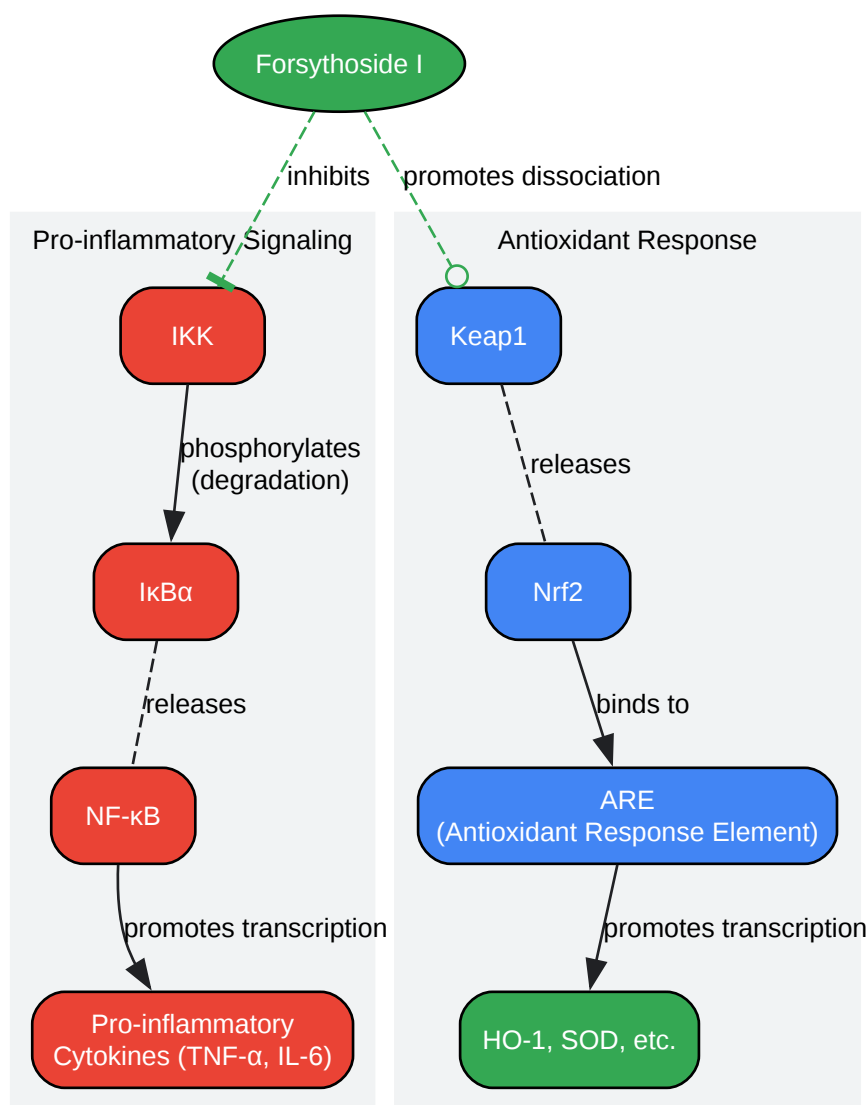 Forsythoside I
inhibits
promotes dissociation
Pro-inflammatory Signaling
Antioxidant Response
IKK
Keap1
phosphorylates
(degradation)
releases
IκBα
Nrf2
releases
binds to
NF-κB
ARE
(Antioxidant Response Element)
promotes transcription
promotes transcription
Pro-inflammatory
Cytokines (TNF-α, IL-6)
HO-1, SOD, etc.